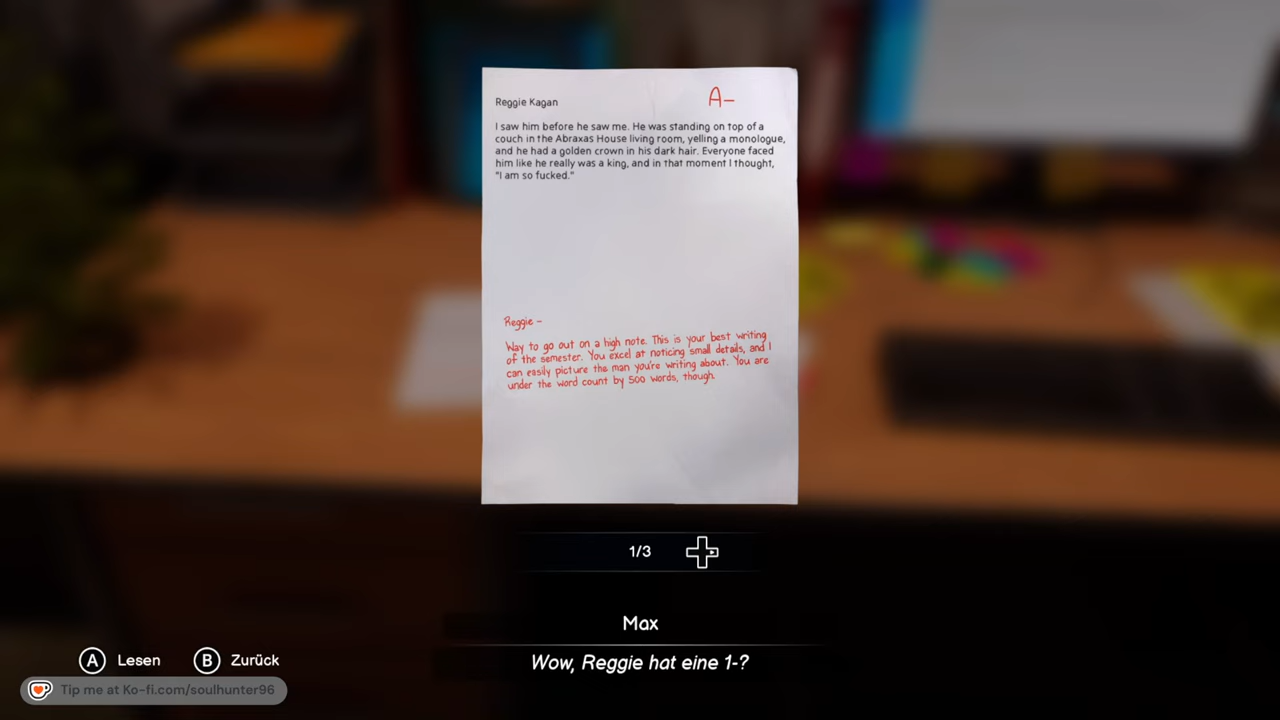 Reggie Kagan
A-
I saw him before he saw me. He was standing on top of a
couch in the Abraxas House living room, yelling a monologue,
and he had a golden crown in his dark hair. Everyone faced
him like he really was a king, and in that moment I thought,
"I am so fucked."
Reggie -
Way to go out on a high note. This is your best writing
of the semester. You excel at noticing small details, and I
can easily picture the man you're writing about. You are
under the word count by 500 words, though.
1/3
Max
Wow, Reggie hat eine 1-?
A Lesen B Zurück
Tip me at Ko-fi.com/soulhunter96